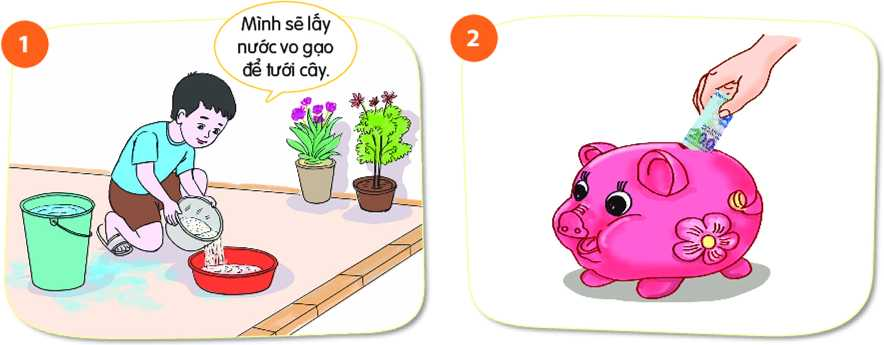 1
Mình sẽ lấy
nước vo gạo
để tưới cây.
2